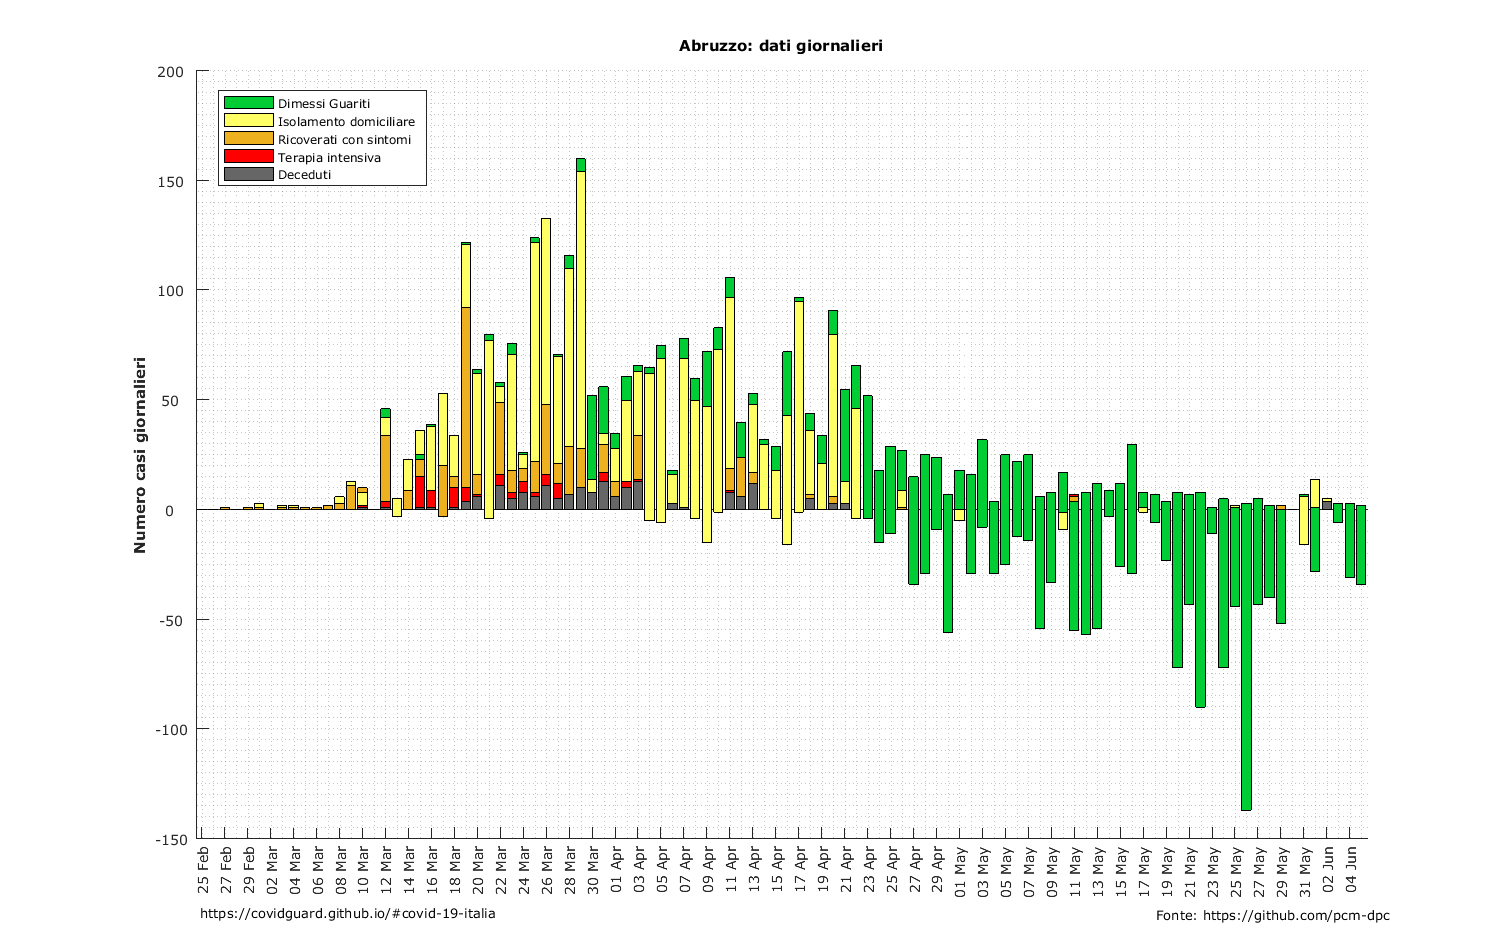 Abruzzo: dati giornalieri
200
150
100
50
0
-50
-100
-150
Numero casi giornalieri
Dimessi Guariti
Isolamento domiciliare
Ricoverati con sintomi
Terapia intensiva
Deceduti
25 Feb
27 Feb
29 Feb
02 Mar
04 Mar
06 Mar
08 Mar
10 Mar
12 Mar
14 Mar
16 Mar
18 Mar
20 Mar
22 Mar
24 Mar
26 Mar
28 Mar
30 Mar
01 Apr
03 Apr
05 Apr
07 Apr
09 Apr
11 Apr
13 Apr
15 Apr
17 Apr
19 Apr
21 Apr
23 Apr
25 Apr
27 Apr
29 Apr
01 May
03 May
05 May
07 May
09 May
11 May
13 May
15 May
17 May
19 May
21 May
23 May
25 May
27 May
29 May
31 May
02 Jun
04 Jun
https://covidguard.github.io/#covid-19-italia
Fonte: https://github.com/pcm-dpc